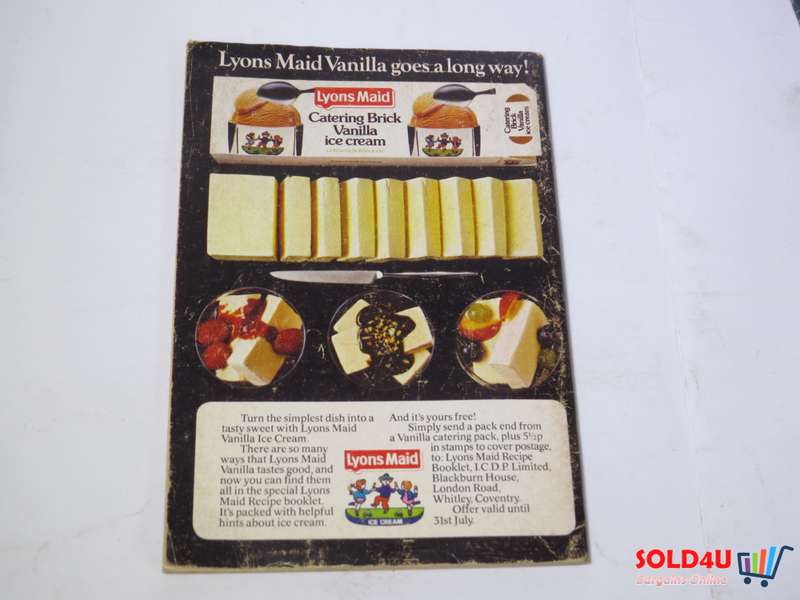 Lyons Maid Vanilla goes a long way!
Lyons Maid
Catering Brick
Vanilla
ice cream
Catering
Brick
Vanilla
ice cream
Turn the simplest dish into a
tasty sweet with Lyons Maid
Vanilla Ice Cream.
There are so many
ways that Lyons Maid
Vanilla tastes good, and
now you can find them
all in the special Lyons
Maid Recipe booklet.
It's packed with helpful
hints about ice cream.
Lyons Maid
ICE CREAM
And it's yours free!
Simply send a pack end from
a Vanilla catering pack, plus 5½p
in stamps to cover postage,
to: Lyons Maid Recipe
Booklet, I.C.D.P. Limited,
Blackburn House,
London Road,
Whitley, Coventry.
Offer valid until
31st July.
SOLD4U
Bargains Online